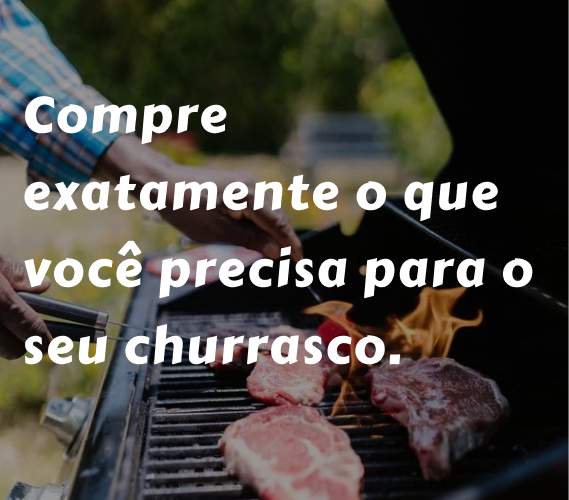 Compre
exatamente o que
você precisa para o
seu churrasco.